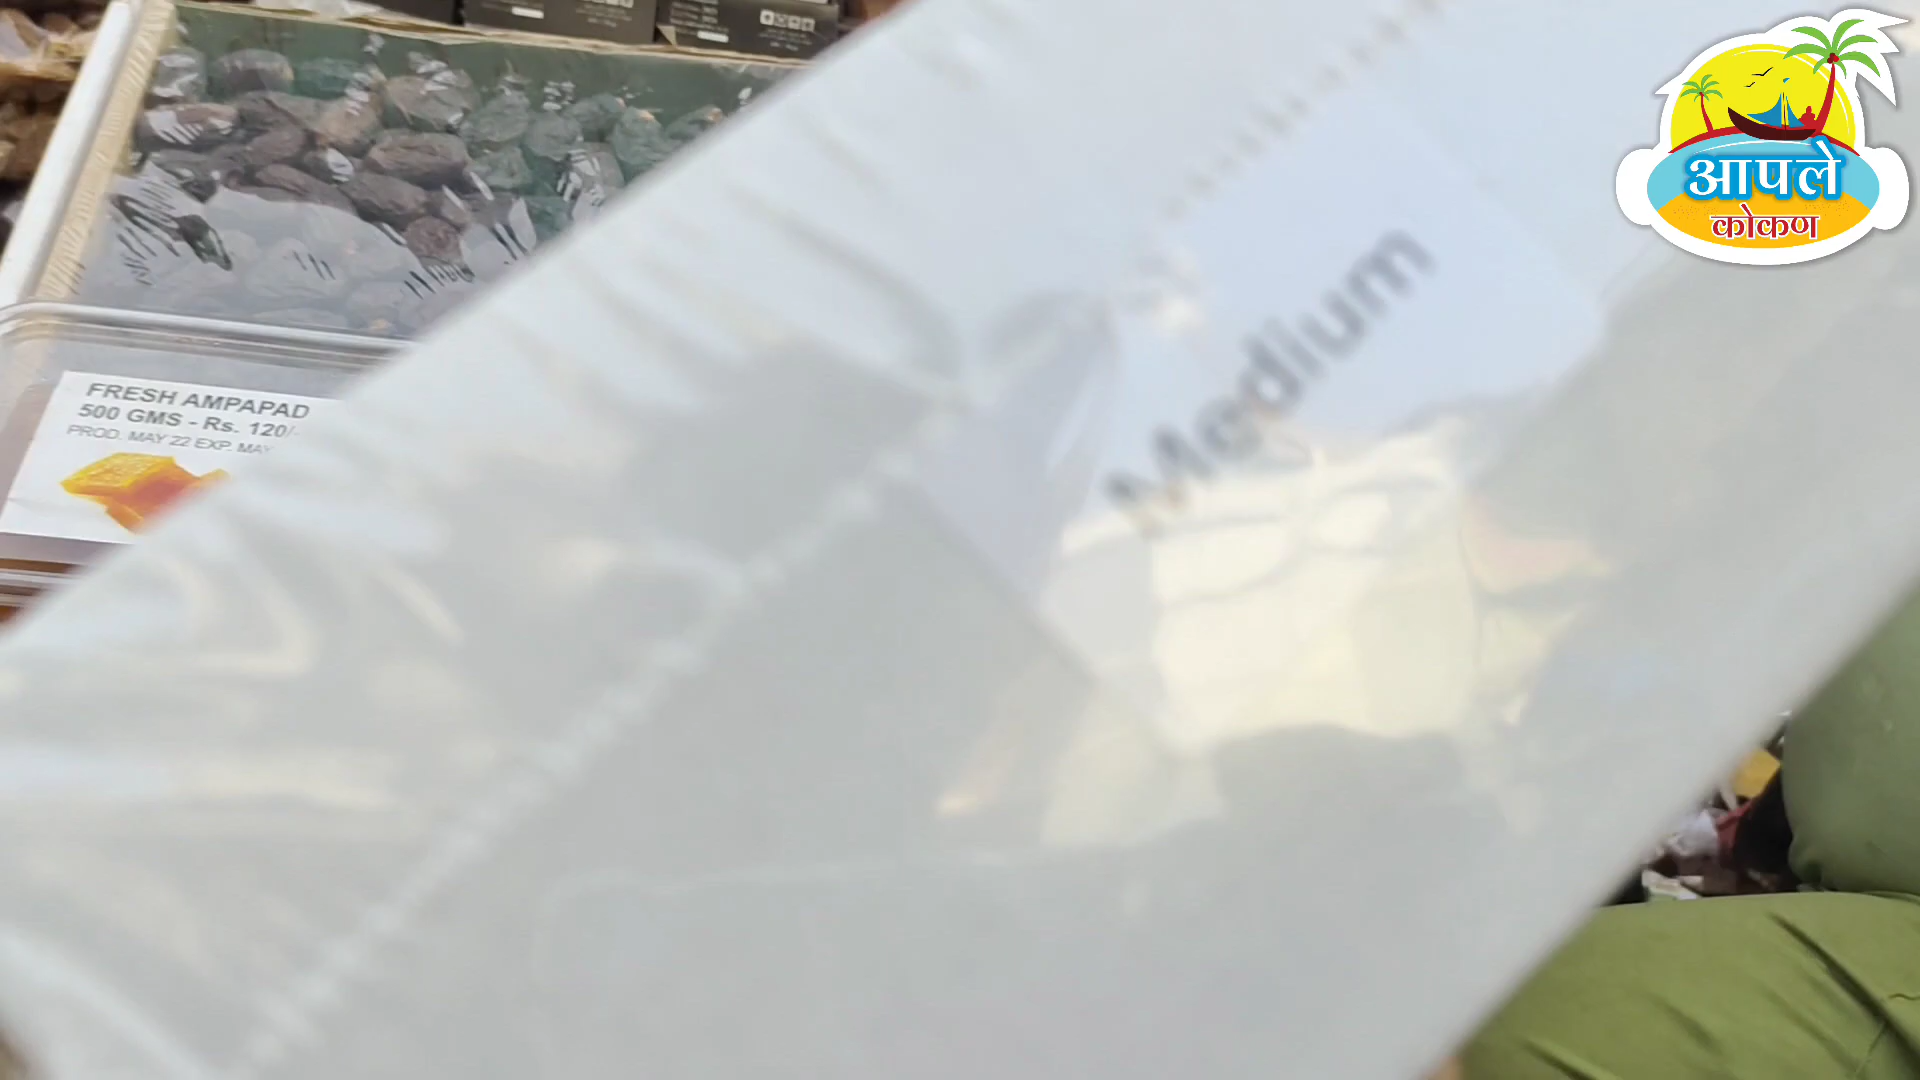 आपले
कोकण
Medium
FRESH AMPAPAD
500 GMS - Rs. 120/-
PROD. MAY 22 EXP. MAY